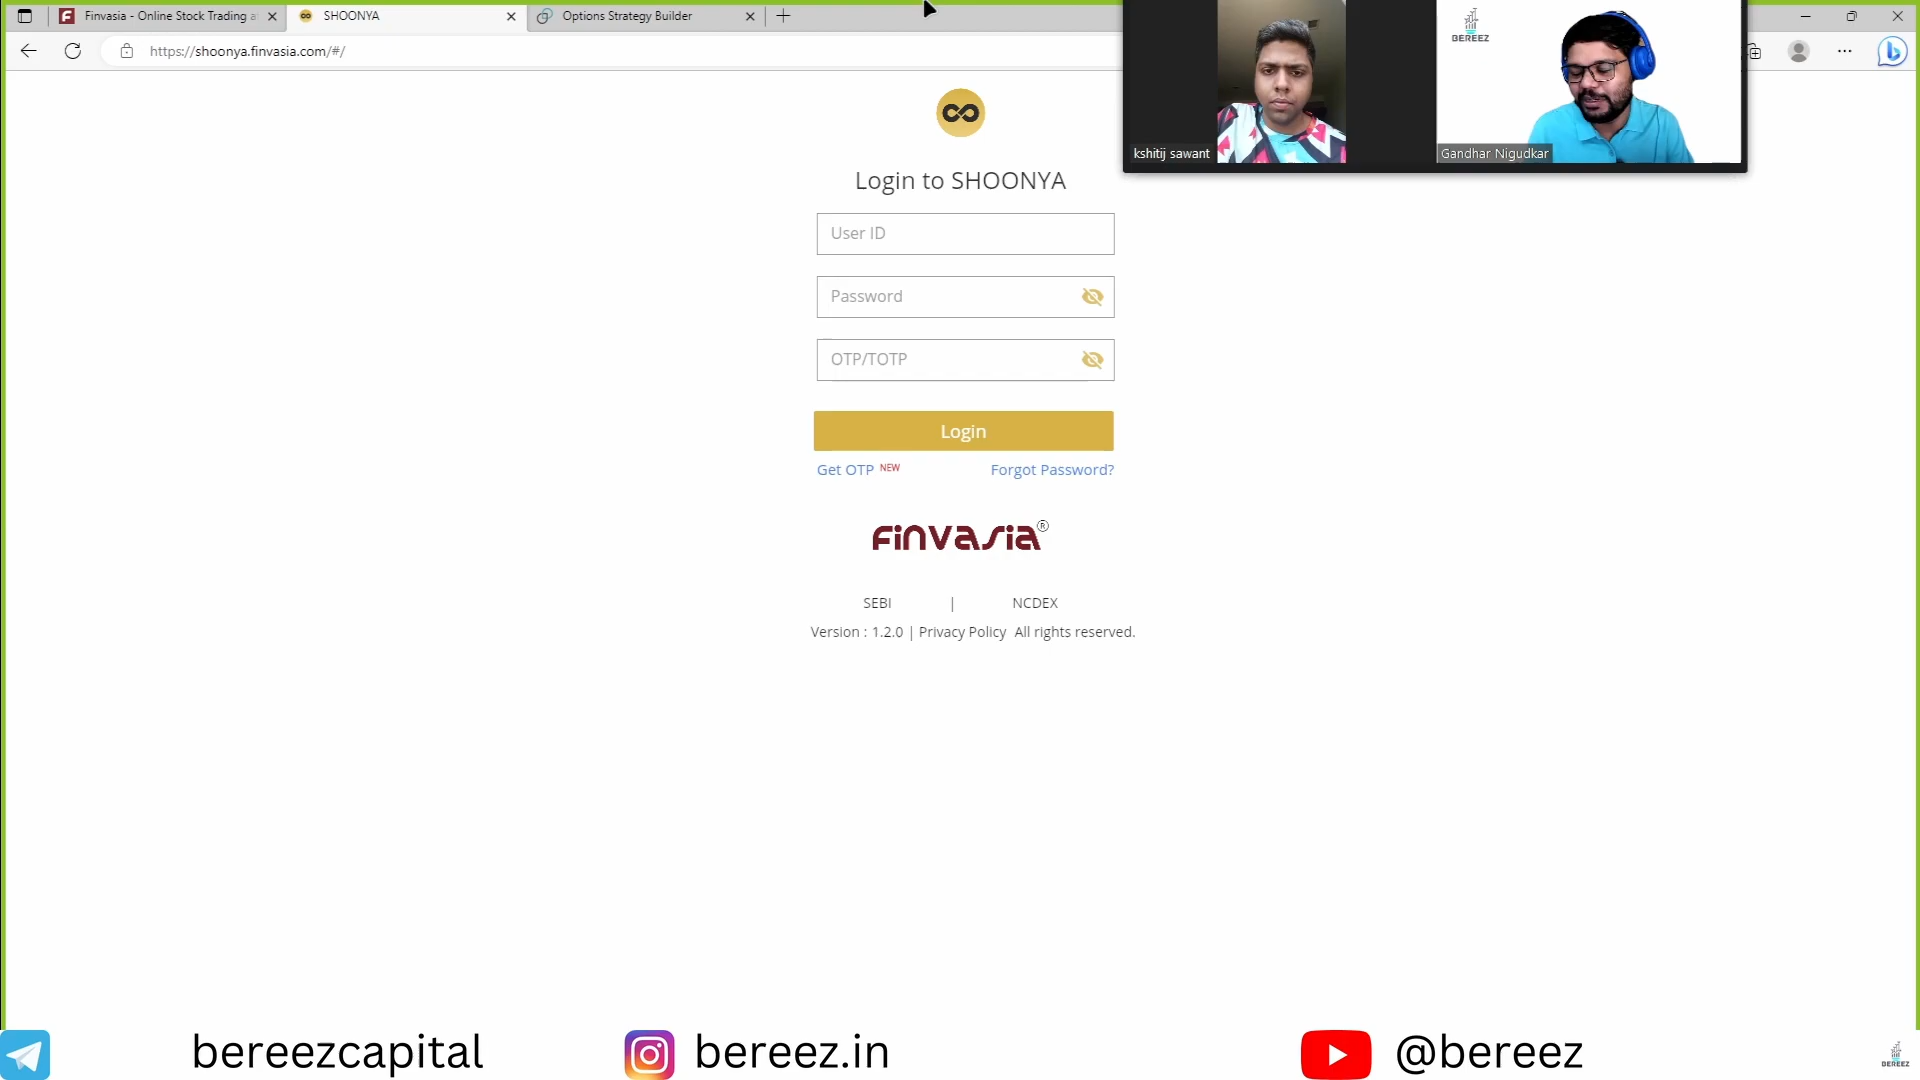 Finvasia - Online Stock Trading a
SHOONYA
Options Strategy Builder
https://shoonya.finvasia.com/#/
BEREEZ
kshitij sawant
Gandhar Nigudkar
Login to SHOONYA
User ID
Password
OTP/TOTP
Login
Get OTP NEW
Forgot Password?
Finvasia®
SEBI | NCDEX
Version : 1.2.0 | Privacy Policy All rights reserved.
bereezcapital
bereez.in
@bereez
BEREEZ